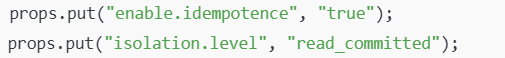 props.put("enable.idempotence", "true");
props.put("isolation.level", "read_committed");